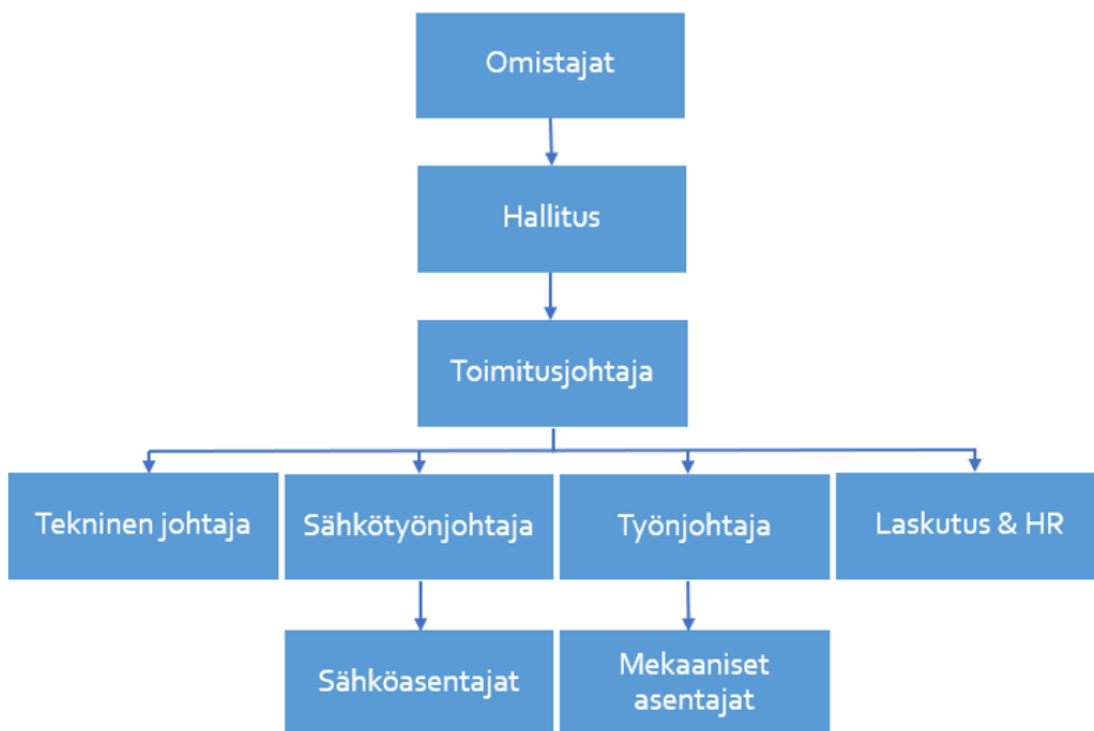 Omistajat
Hallitus
Toimitusjohtaja
Tekninen johtaja
Sähkötyönjohtaja
Työnjohtaja
Laskutus & HR
Sähköasentajat
Mekaaniset
asentajat